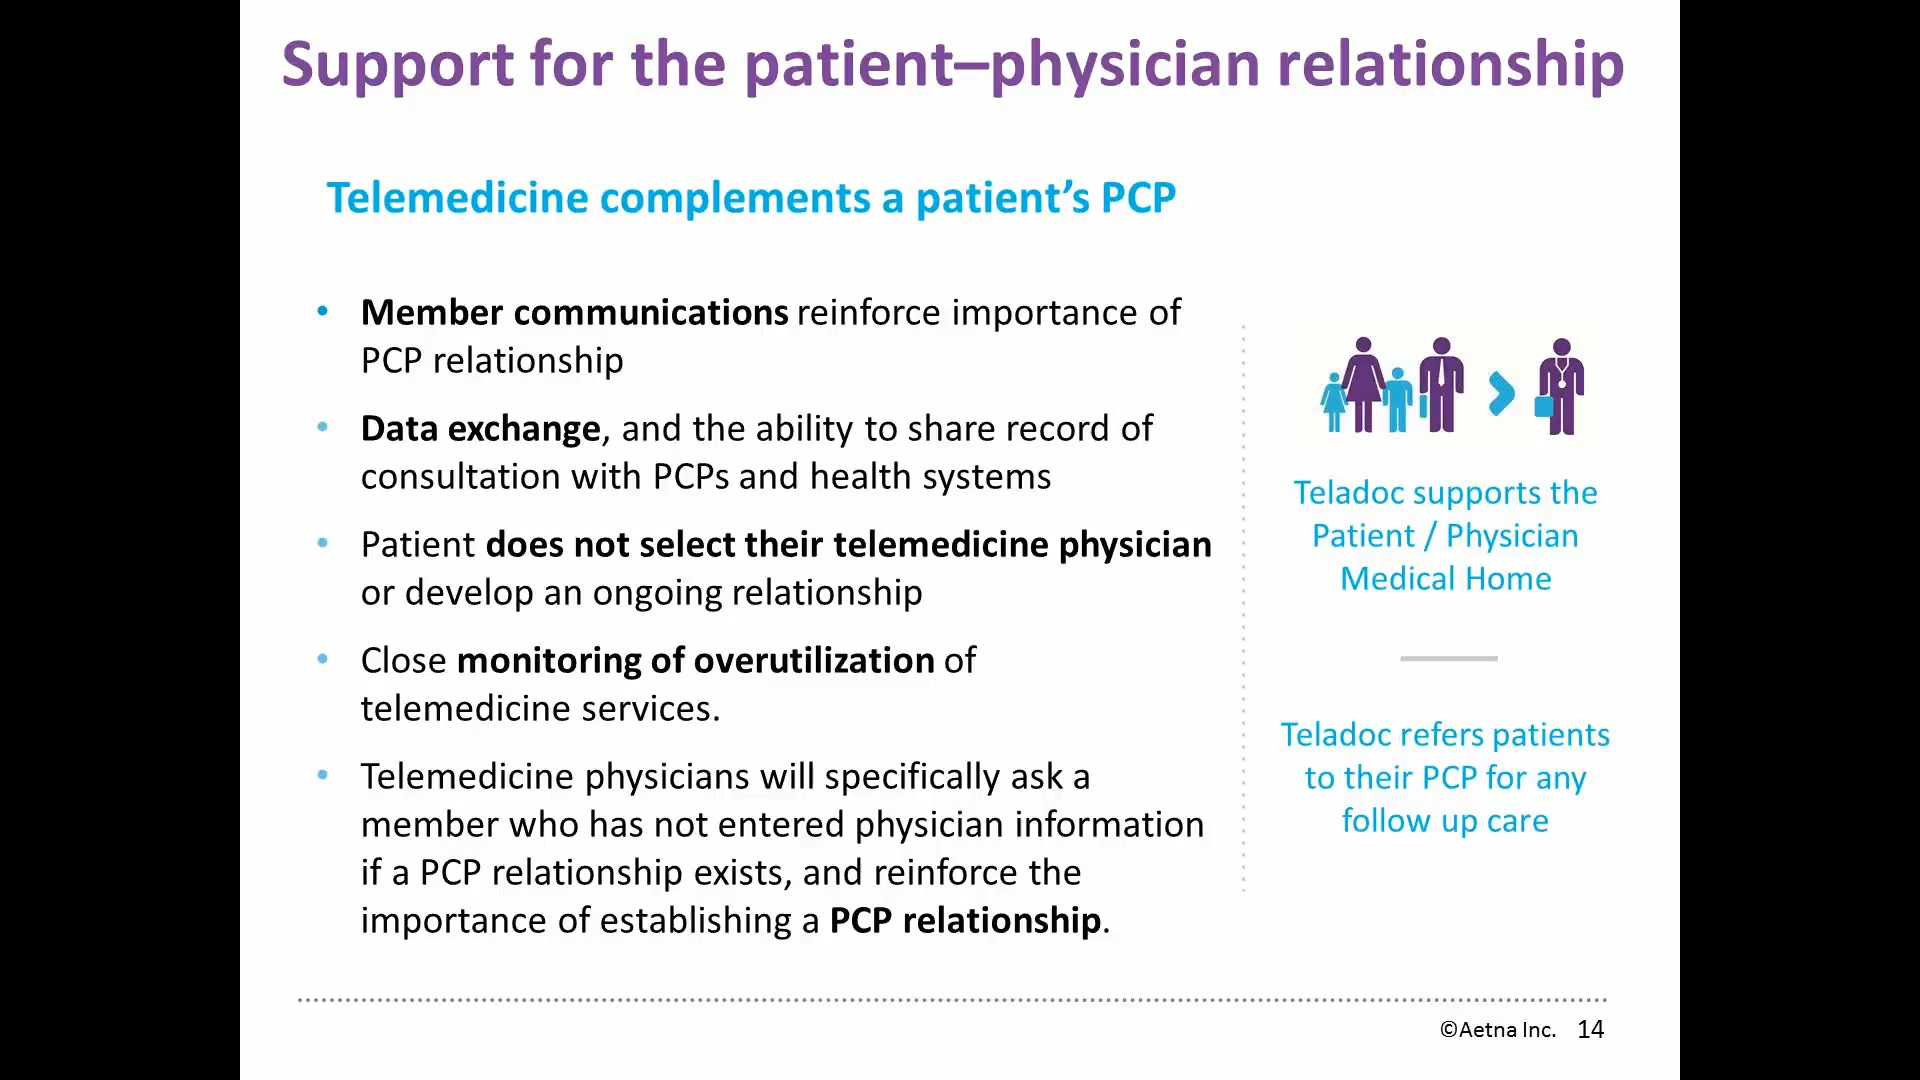 Support for the patient–physician relationship
Telemedicine complements a patient’s PCP
• Member communications reinforce importance of
PCP relationship
• Data exchange, and the ability to share record of
consultation with PCPs and health systems
• Patient does not select their telemedicine physician
or develop an ongoing relationship
• Close monitoring of overutilization of
telemedicine services.
• Telemedicine physicians will specifically ask a
member who has not entered physician information
if a PCP relationship exists, and reinforce the
importance of establishing a PCP relationship.
Teladoc supports the
Patient / Physician
Medical Home
Teladoc refers patients
to their PCP for any
follow up care
©Aetna Inc. 14